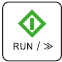 RUN / ≫